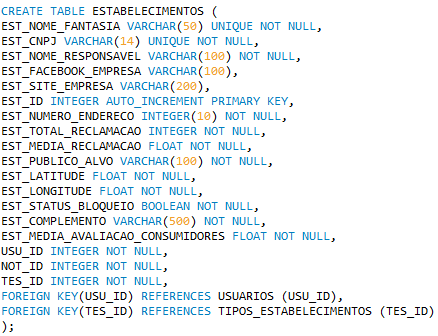 CREATE TABLE ESTABELECIMENTOS (
EST_NOME_FANTASIA VARCHAR(50) UNIQUE NOT NULL,
EST_CNPJ VARCHAR(14) UNIQUE NOT NULL,
EST_NOME_RESPONSAVEL VARCHAR(100) NOT NULL,
EST_FACEBOOK_EMPRESA VARCHAR(100),
EST_SITE_EMPRESA VARCHAR(200),
EST_ID INTEGER AUTO_INCREMENT PRIMARY KEY,
EST_NUMERO_ENDERECO INTEGER(10) NOT NULL,
EST_TOTAL_RECLAMACAO INTEGER NOT NULL,
EST_MEDIA_RECLAMACAO FLOAT NOT NULL,
EST_PUBLICO_ALVO VARCHAR(100) NOT NULL,
EST_LATITUDE FLOAT NOT NULL,
EST_LONGITUDE FLOAT NOT NULL,
EST_STATUS_BLOQUEIO BOOLEAN NOT NULL,
EST_COMPLEMENTO VARCHAR(500) NOT NULL,
EST_MEDIA_AVALIACAO_CONSUMIDORES FLOAT NOT NULL,
USU_ID INTEGER NOT NULL,
NOT_ID INTEGER NOT NULL,
TES_ID INTEGER NOT NULL,
FOREIGN KEY(USU_ID) REFERENCES USUARIOS (USU_ID),
FOREIGN KEY(TES_ID) REFERENCES TIPOS_ESTABELECIMENTOS (TES_ID)
);